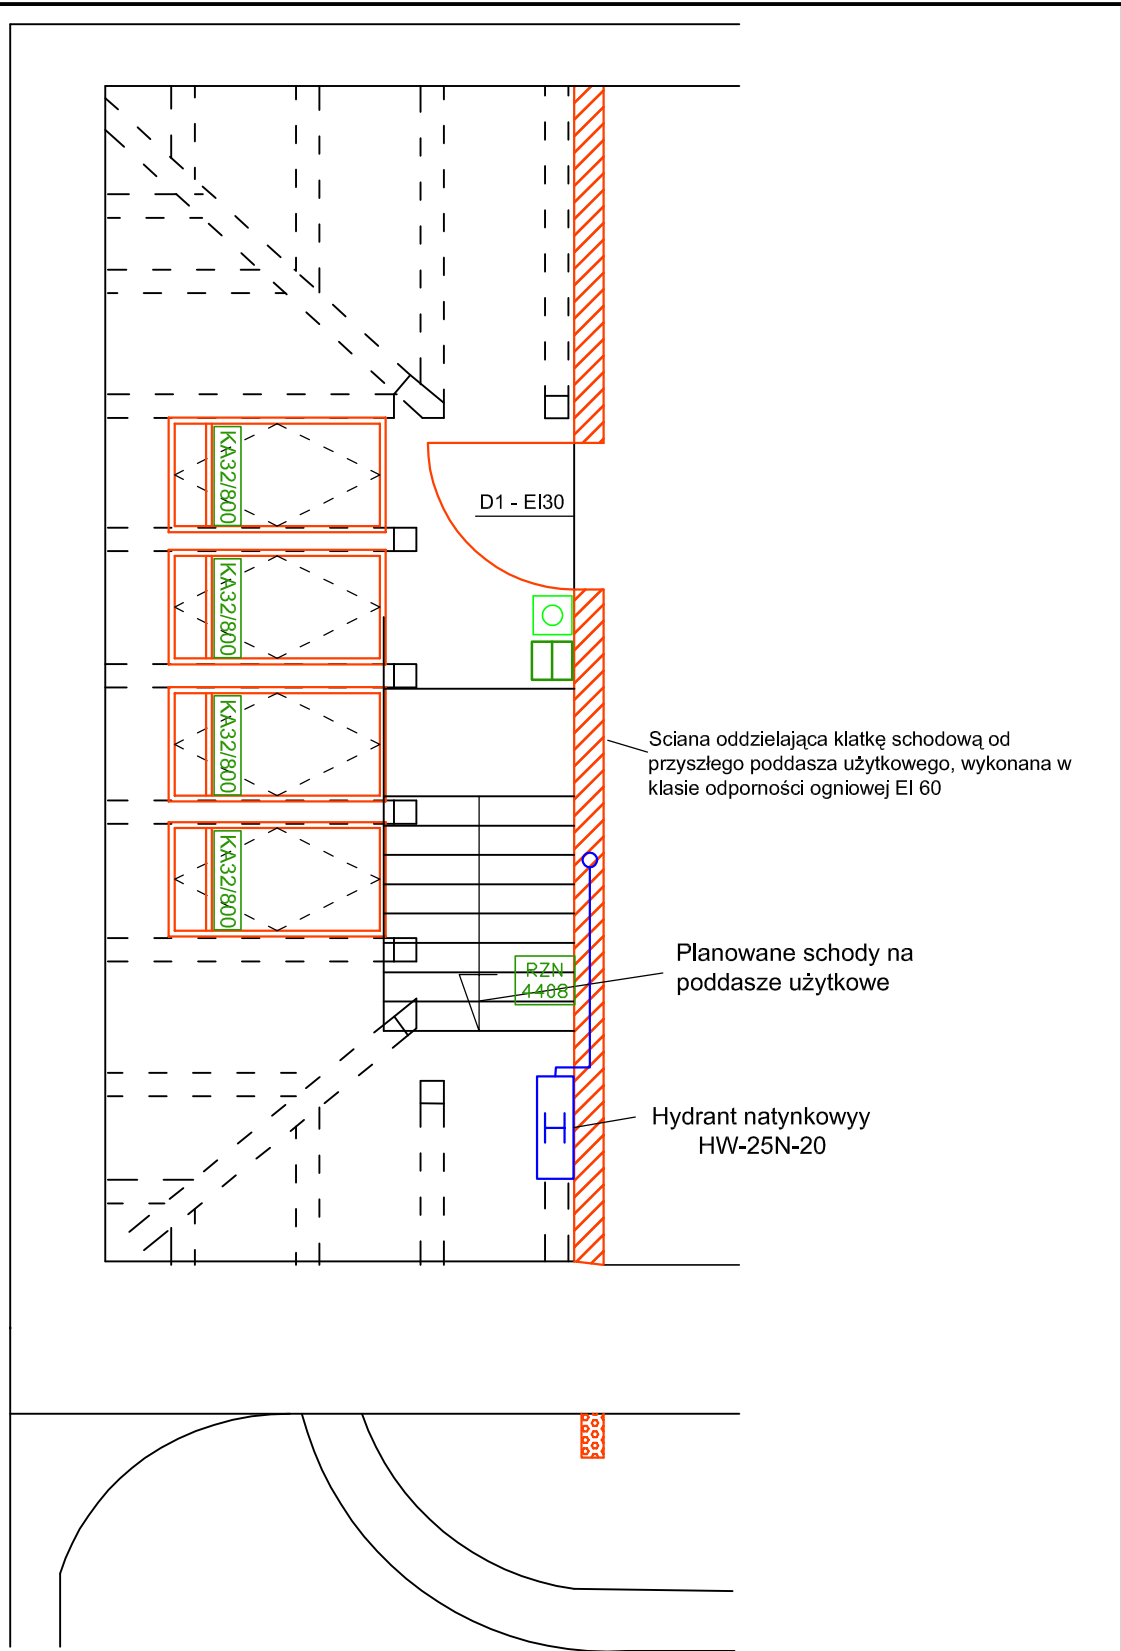 KA32/800
D1 - EI30
KA32/800
KA32/800
Sciana oddzielająca klatkę schodową od
przyszłego poddasza użytkowego, wykonana w
klasie odporności ogniowej EI 60
KA32/800
Planowane schody na
poddasze użytkowe
RZN
4408
Hydrant natynkowyy
HW-25N-20
H